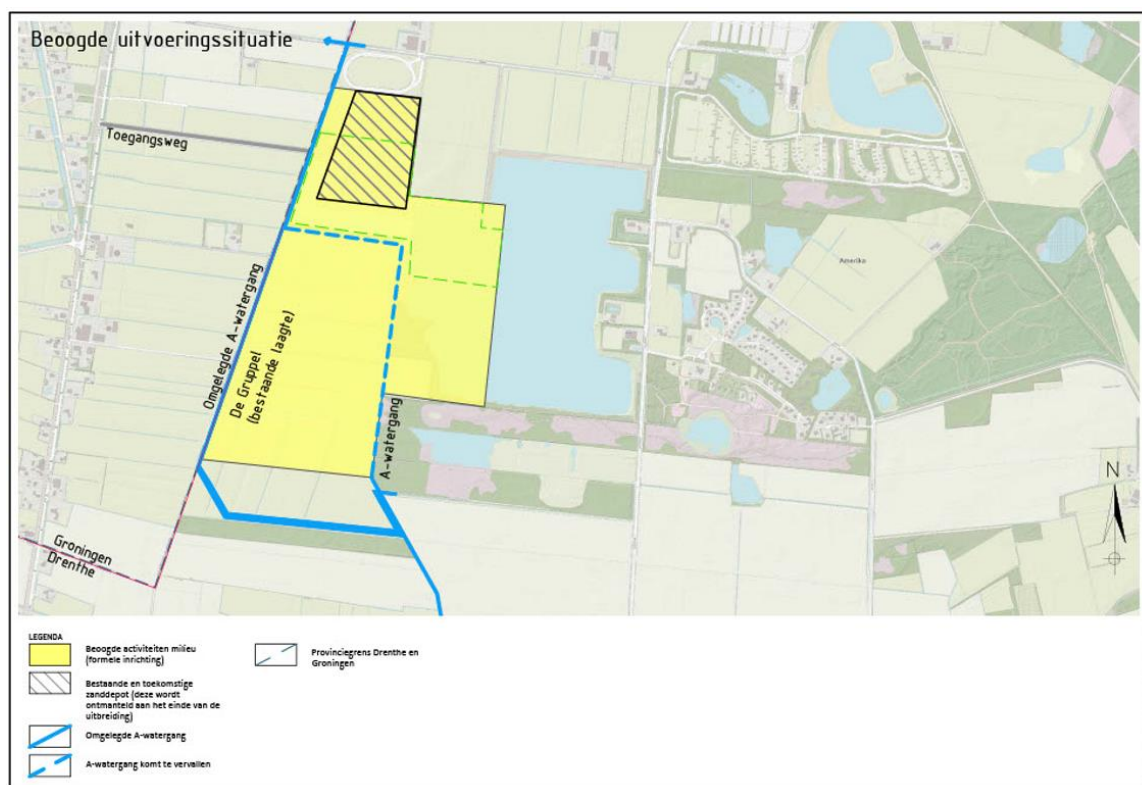 Beoogde uitvoeringssituatie
Toegangsweg
Omgelegde A-watergang
De Gruppel
(bestaande laagte)
A-watergang
Amerika
Groningen
Drenthe
N
LEGENDA
Beoogde activiteiten milieu
(formele inrichting)
Bestaande en toekomstige
zanddepot (deze wordt
ontmanteld aan het einde van de
uitbreiding)
Omgelegde A-watergang
A-watergang komt te vervallen
Provinciegrens Drenthe en
Groningen